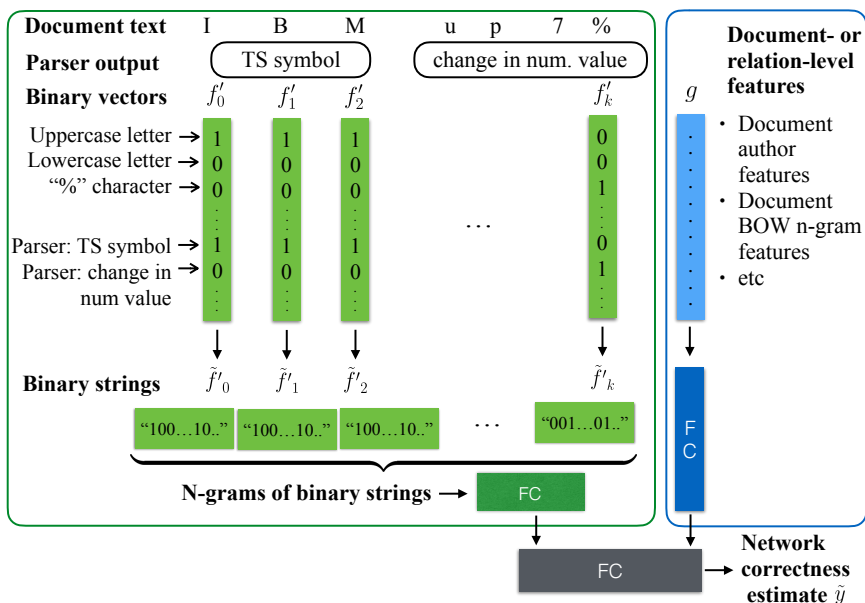 Document text I B M u p 7 %
Parser output TS symbol change in num. value
Binary vectors f′₀ f′₁ f′₂ f′ₖ
Uppercase letter 1 1 1 0
Lowercase letter 0 0 0 0
“%” character 0 0 0 1
...
Parser: TS symbol 1 1 1 0
Parser: change in 0 0 0 1
num value
Binary strings f̃′₀ f̃′₁ f̃′₂ f̃′ₖ
“100…10..” “100…10..” “100…10..” ... “001…01..”
N-grams of binary strings FC
Document- or
relation-level
features
g
· Document
author
features
· Document
BOW n-gram
features
· etc
F
C
FC
Network
correctness
estimate ỹ